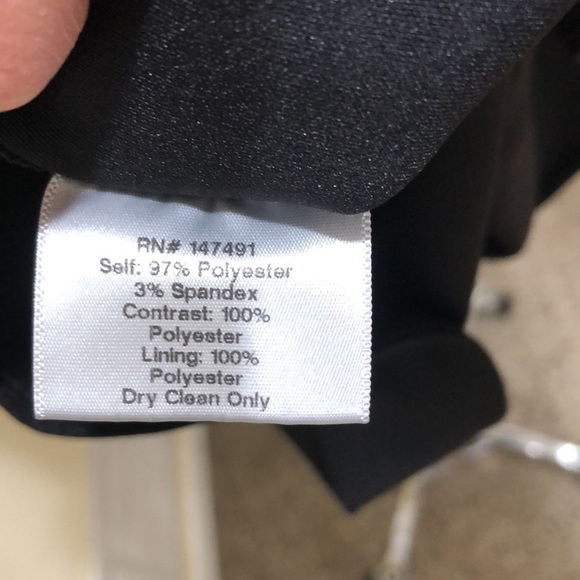 RN# 147491
Self: 97% Polyester
3% Spandex
Contrast: 100%
Polyester
Lining: 100%
Polyester
Dry Clean Only